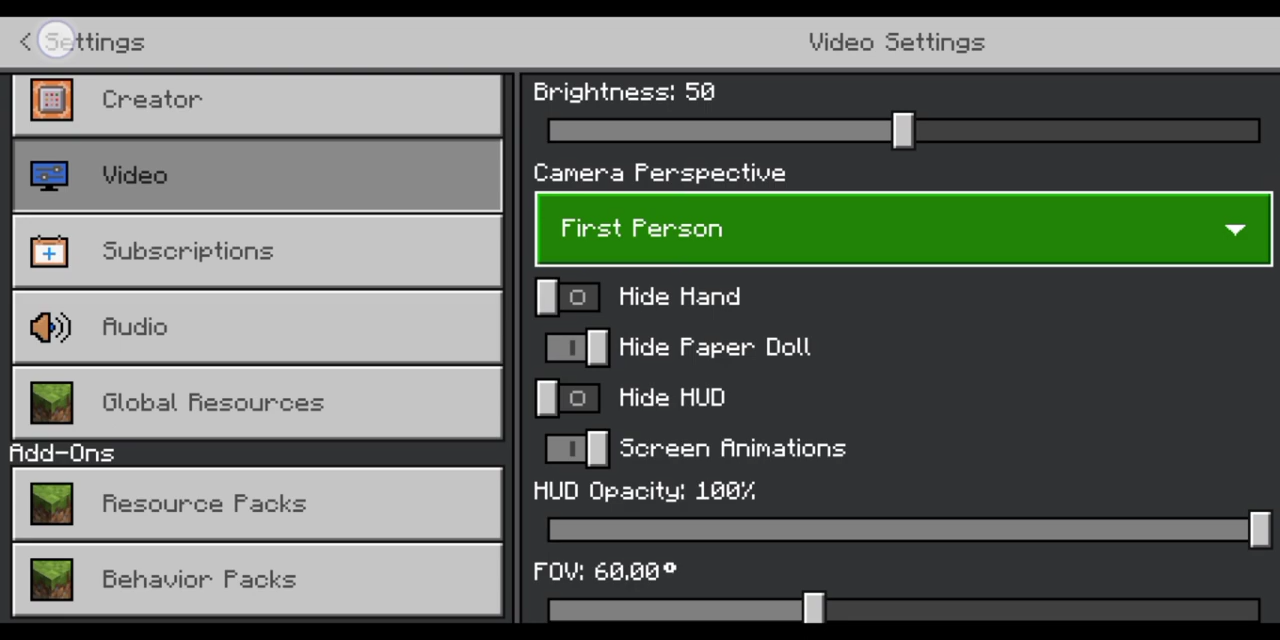 Settings
Video Settings
Creator
Video
Subscriptions
Audio
Global Resources
Add-Ons
Resource Packs
Behavior Packs
Brightness: 50
Camera Perspective
First Person
Hide Hand
Hide Paper Doll
Hide HUD
Screen Animations
HUD Opacity: 100%
FOV: 60.00°